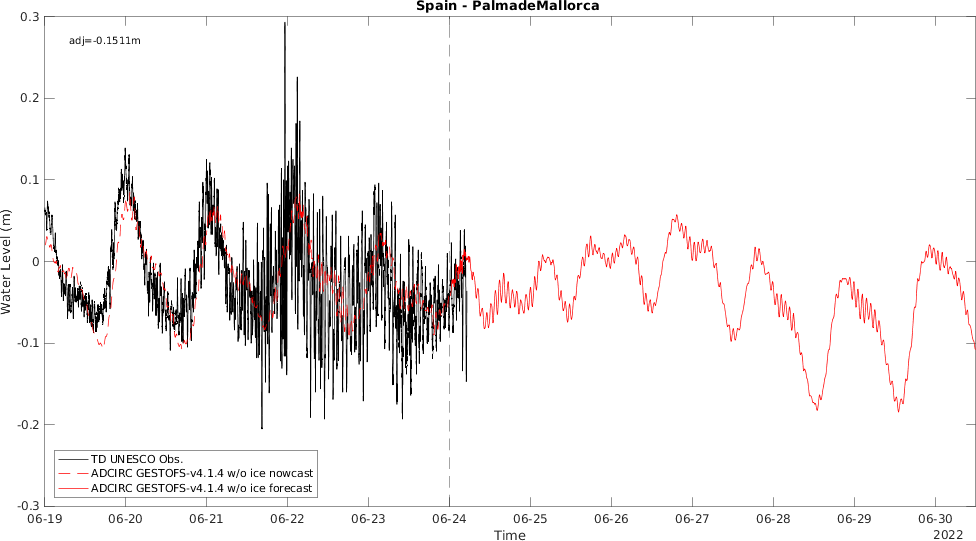 Spain - PalmadeMallorca
adj=-0.1511m
0.3
0.2
0.1
0
-0.1
-0.2
-0.3
Water Level (m)
TD UNESCO Obs.
ADCIRC GESTOFS-v4.1.4 w/o ice nowcast
ADCIRC GESTOFS-v4.1.4 w/o ice forecast
06-19 06-20 06-21 06-22 06-23 06-24 06-25 06-26 06-27 06-28 06-29 06-30
2022
Time